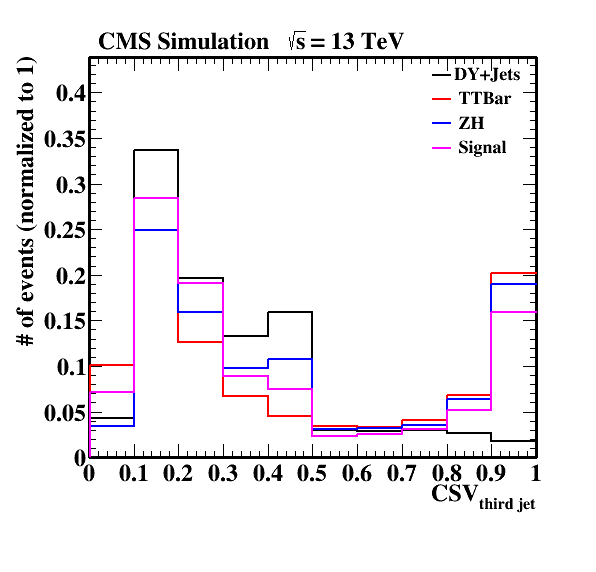 CMS Simulation √s = 13 TeV
# of events (normalized to 1)
DY+Jets
TTBar
ZH
Signal
0.4
0.35
0.3
0.25
0.2
0.15
0.1
0.05
0
0 0.1 0.2 0.3 0.4 0.5 0.6 0.7 0.8 0.9 1
CSV third jet